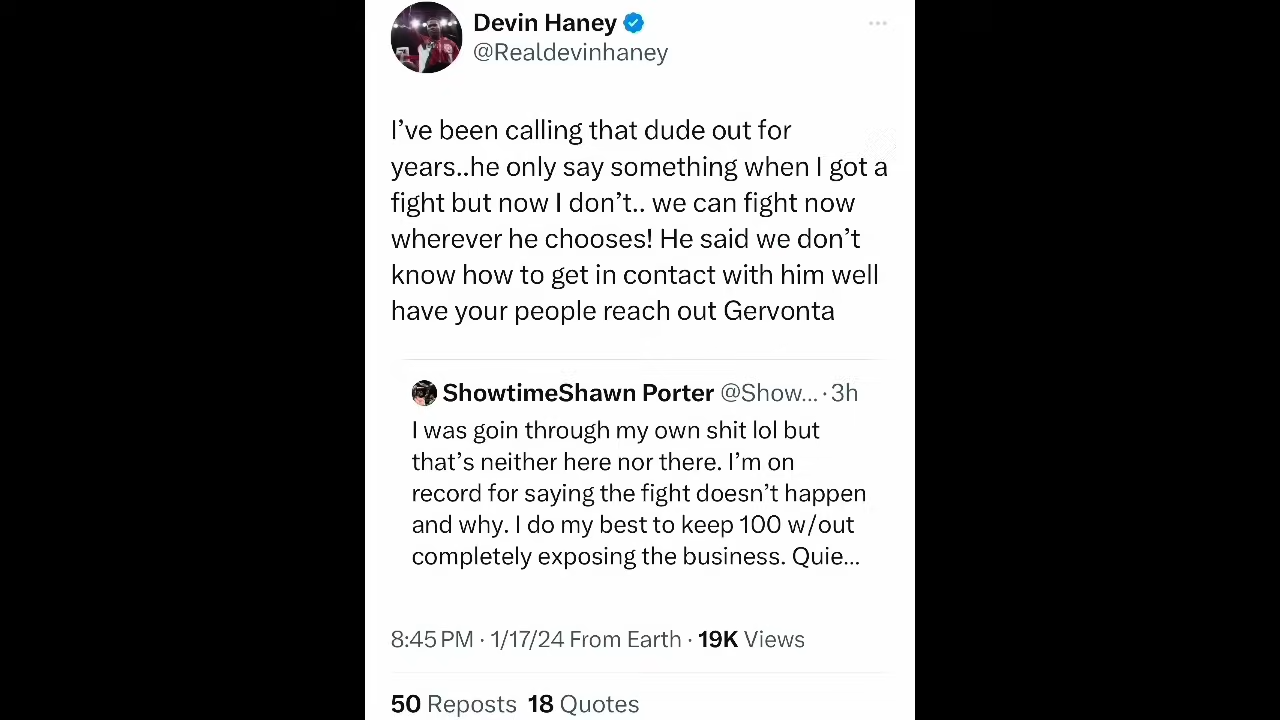 Devin Haney
@Realdevinhaney
I’ve been calling that dude out for
years..he only say something when I got a
fight but now I don’t.. we can fight now
wherever he chooses! He said we don’t
know how to get in contact with him well
have your people reach out Gervonta
ShowtimeShawn Porter @Show... · 3h
I was goin through my own shit lol but
that’s neither here nor there. I’m on
record for saying the fight doesn’t happen
and why. I do my best to keep 100 w/out
completely exposing the business. Quie...
8:45 PM · 1/17/24 From Earth · 19K Views
50 Reposts 18 Quotes